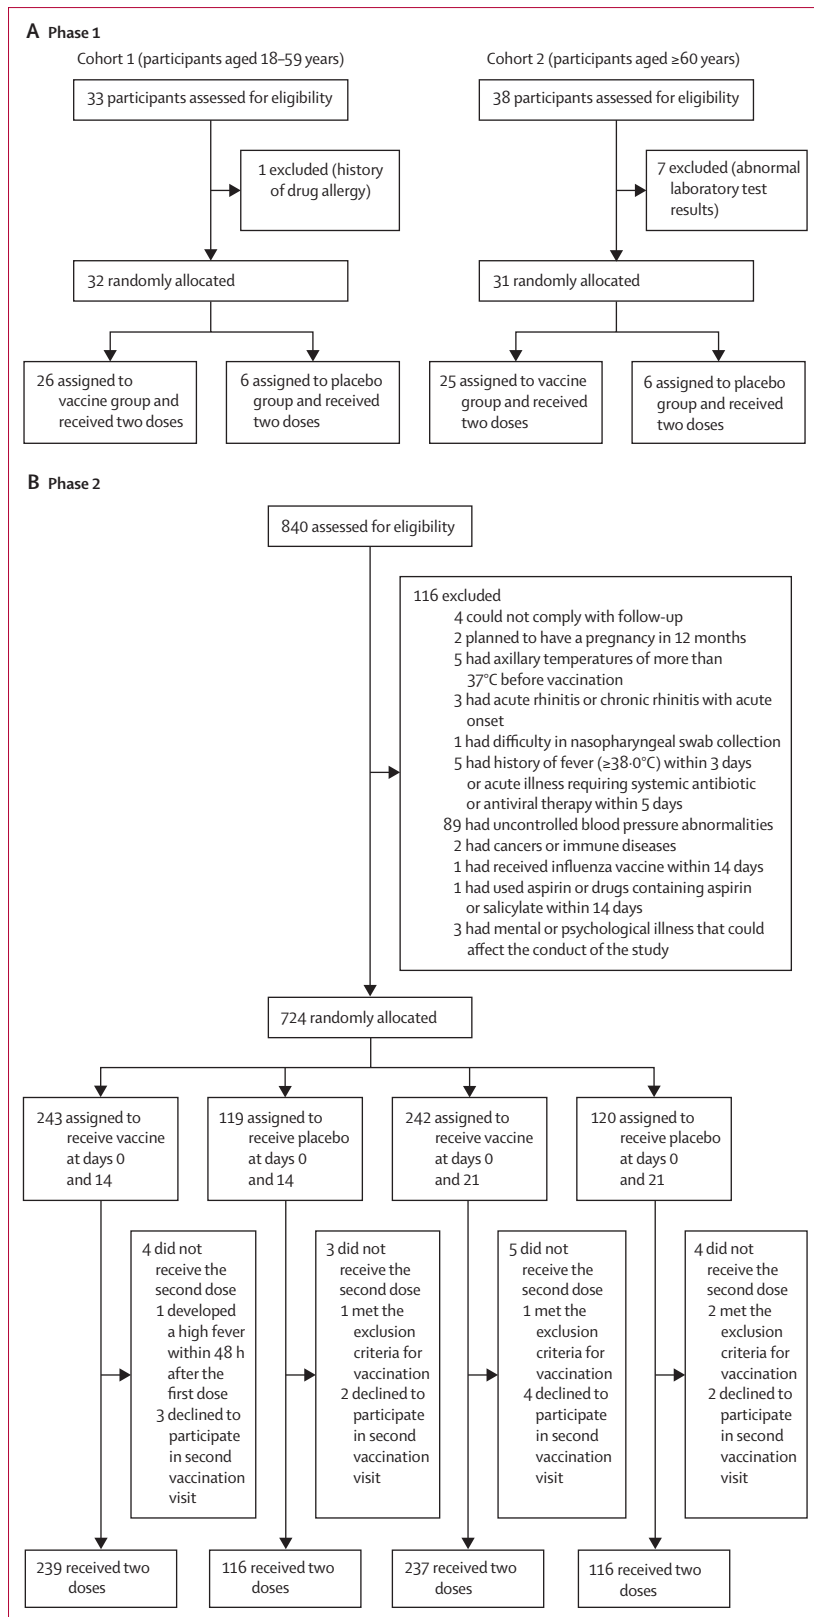 A Phase 1
Cohort 1 (participants aged 18–59 years)
33 participants assessed for eligibility
1 excluded (history
of drug allergy)
32 randomly allocated
26 assigned to
vaccine group and
received two doses
6 assigned to placebo
group and received
two doses
Cohort 2 (participants aged ≥60 years)
38 participants assessed for eligibility
7 excluded (abnormal
laboratory test
results)
31 randomly allocated
25 assigned to vaccine
group and received
two doses
6 assigned to placebo
group and received
two doses
B Phase 2
840 assessed for eligibility
116 excluded
4 could not comply with follow-up
2 planned to have a pregnancy in 12 months
5 had axillary temperatures of more than
37°C before vaccination
3 had acute rhinitis or chronic rhinitis with acute
onset
1 had difficulty in nasopharyngeal swab collection
5 had history of fever (≥38·0°C) within 3 days
or acute illness requiring systemic antibiotic
or antiviral therapy within 5 days
89 had uncontrolled blood pressure abnormalities
2 had cancers or immune diseases
1 had received influenza vaccine within 14 days
1 had used aspirin or drugs containing aspirin
or salicylate within 14 days
3 had mental or psychological illness that could
affect the conduct of the study
724 randomly allocated
243 assigned to
receive vaccine
at days 0
and 14
119 assigned to
receive placebo
at days 0
and 14
242 assigned to
receive vaccine
at days 0
and 21
120 assigned to
receive placebo
at days 0
and 21
4 did not
receive the
second dose
1 developed
a high fever
within 48 h
after the
first dose
3 declined to
participate
in second
vaccination
visit
3 did not
receive the
second dose
1 met the
exclusion
criteria for
vaccination
2 declined to
participate
in second
vaccination
visit
5 did not
receive the
second dose
1 met the
exclusion
criteria for
vaccination
4 declined to
participate
in second
vaccination
visit
4 did not
receive the
second dose
2 met the
exclusion
criteria for
vaccination
2 declined to
participate
in second
vaccination
visit
239 received two
doses
116 received two
doses
237 received two
doses
116 received two
doses